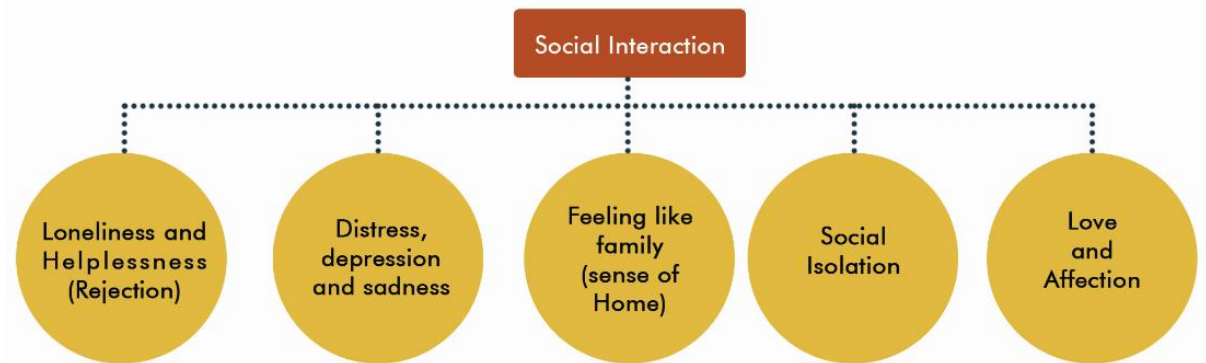 Social Interaction
Loneliness and
Helplessness
(Rejection)
Distress,
depression
and sadness
Feeling like
family
(sense of
Home)
Social
Isolation
Love
and
Affection